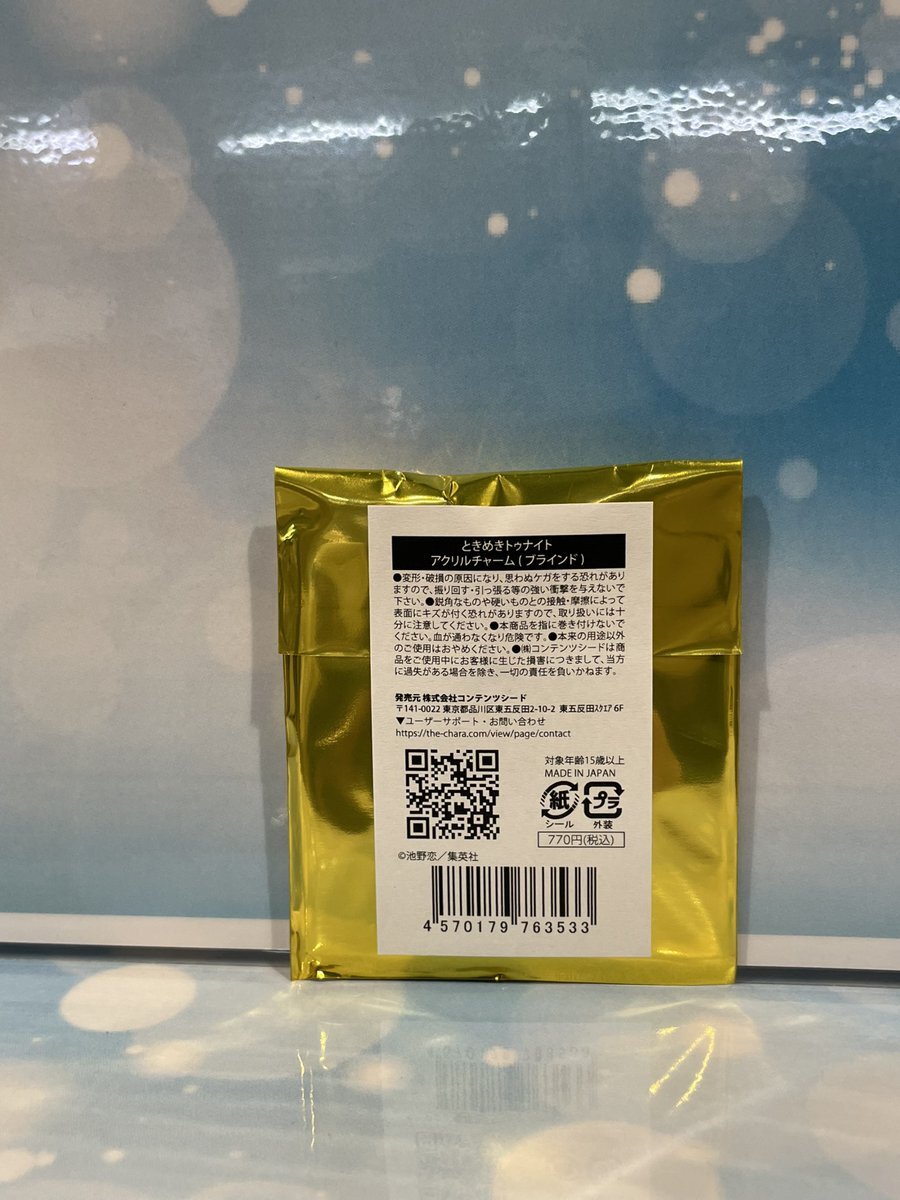 ときめきトゥナイト
アクリルチャーム(ブラインド)
●変形・破損の原因になり、思わぬケガをする恐れがあり
ますので、振り回す・引っ張る等の強い衝撃を与えないで
下さい。●鋭角なものや硬いものとの接触・摩擦によって
表面にキズが付く恐れがありますので、取り扱いには十
分に注意してください。●本商品を指に巻き付けないで
ください。血が通わなくなり危険です。●本来の用途以外
のご使用はおやめください。●㈱コンテンツシードは商
品をご使用中にお客様に生じた損害につきまして、当方
に過失がある場合を除き、一切の責任を負いかねます。
発売元 株式会社コンテンツシード
〒141-0022 東京都品川区東五反田2-10-2 東五反田ｽｸｴｱ 6F
▼ユーザーサポート・お問い合わせ
https://the-chara.com/view/page/contact
対象年齢15歳以上
MADE IN JAPAN
紙 プラ
シール 外装
770円(税込)
©池野恋／集英社
4 570179 763533